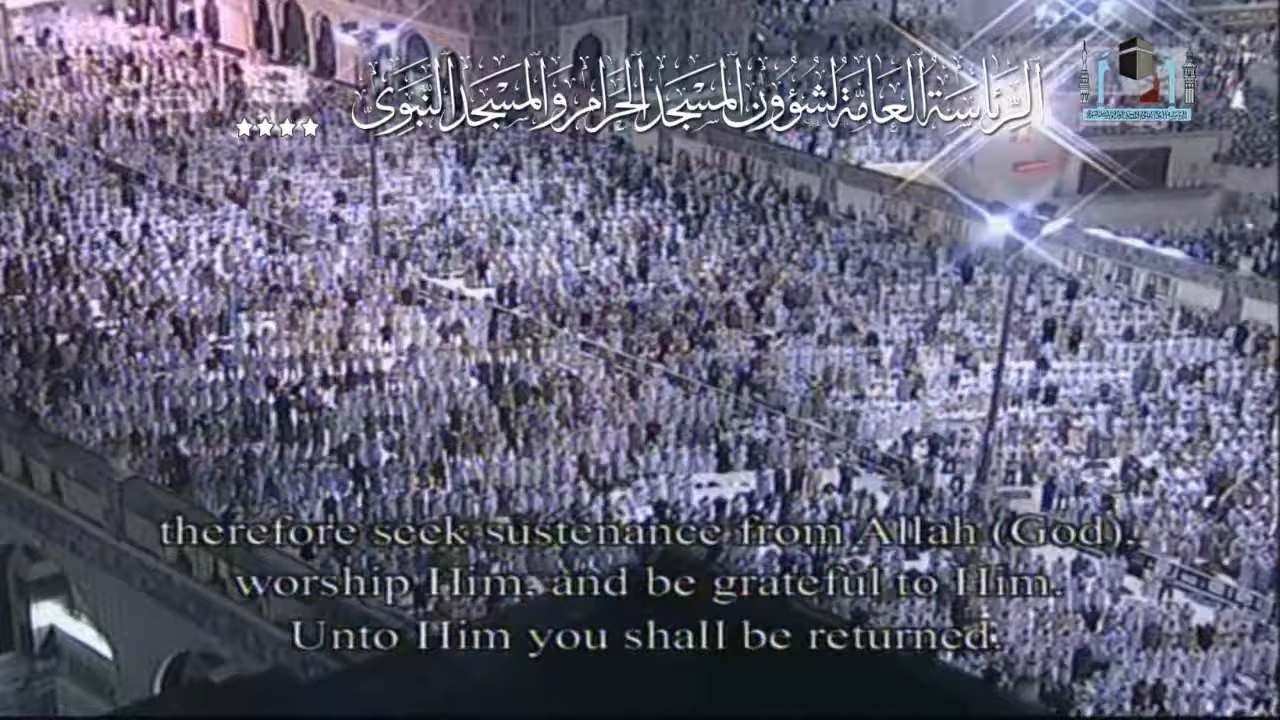 الرئاسة العامة لشؤون المسجد الحرام والمسجد النبوي
therefore seek sustenance from Allah (God),
worship Him, and be grateful to Him.
Unto Him you shall be returned.